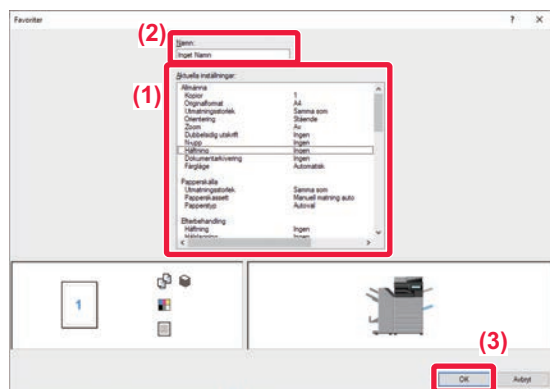 Favoriter ? X
(2)
Namn:
Inget Namn
(1)
Aktuella inställningar:
Allmänna
Kopior 1
Originalformat A4
Utmatningsstorlek Samma som
Orientering Stående
Zoom Av
Dubbelsidig utskrift Ingen
N-upp Ingen
Häftning Ingen
Dokumentarkivering Ingen
Färgläge Automatisk
Papperskälla
Utmatningsstorlek Samma som
Papperskassett Manuell matning auto
Papperstyp Autoval
Efterbehandling
Häftning Ingen
1
(3)
OK Avbryt